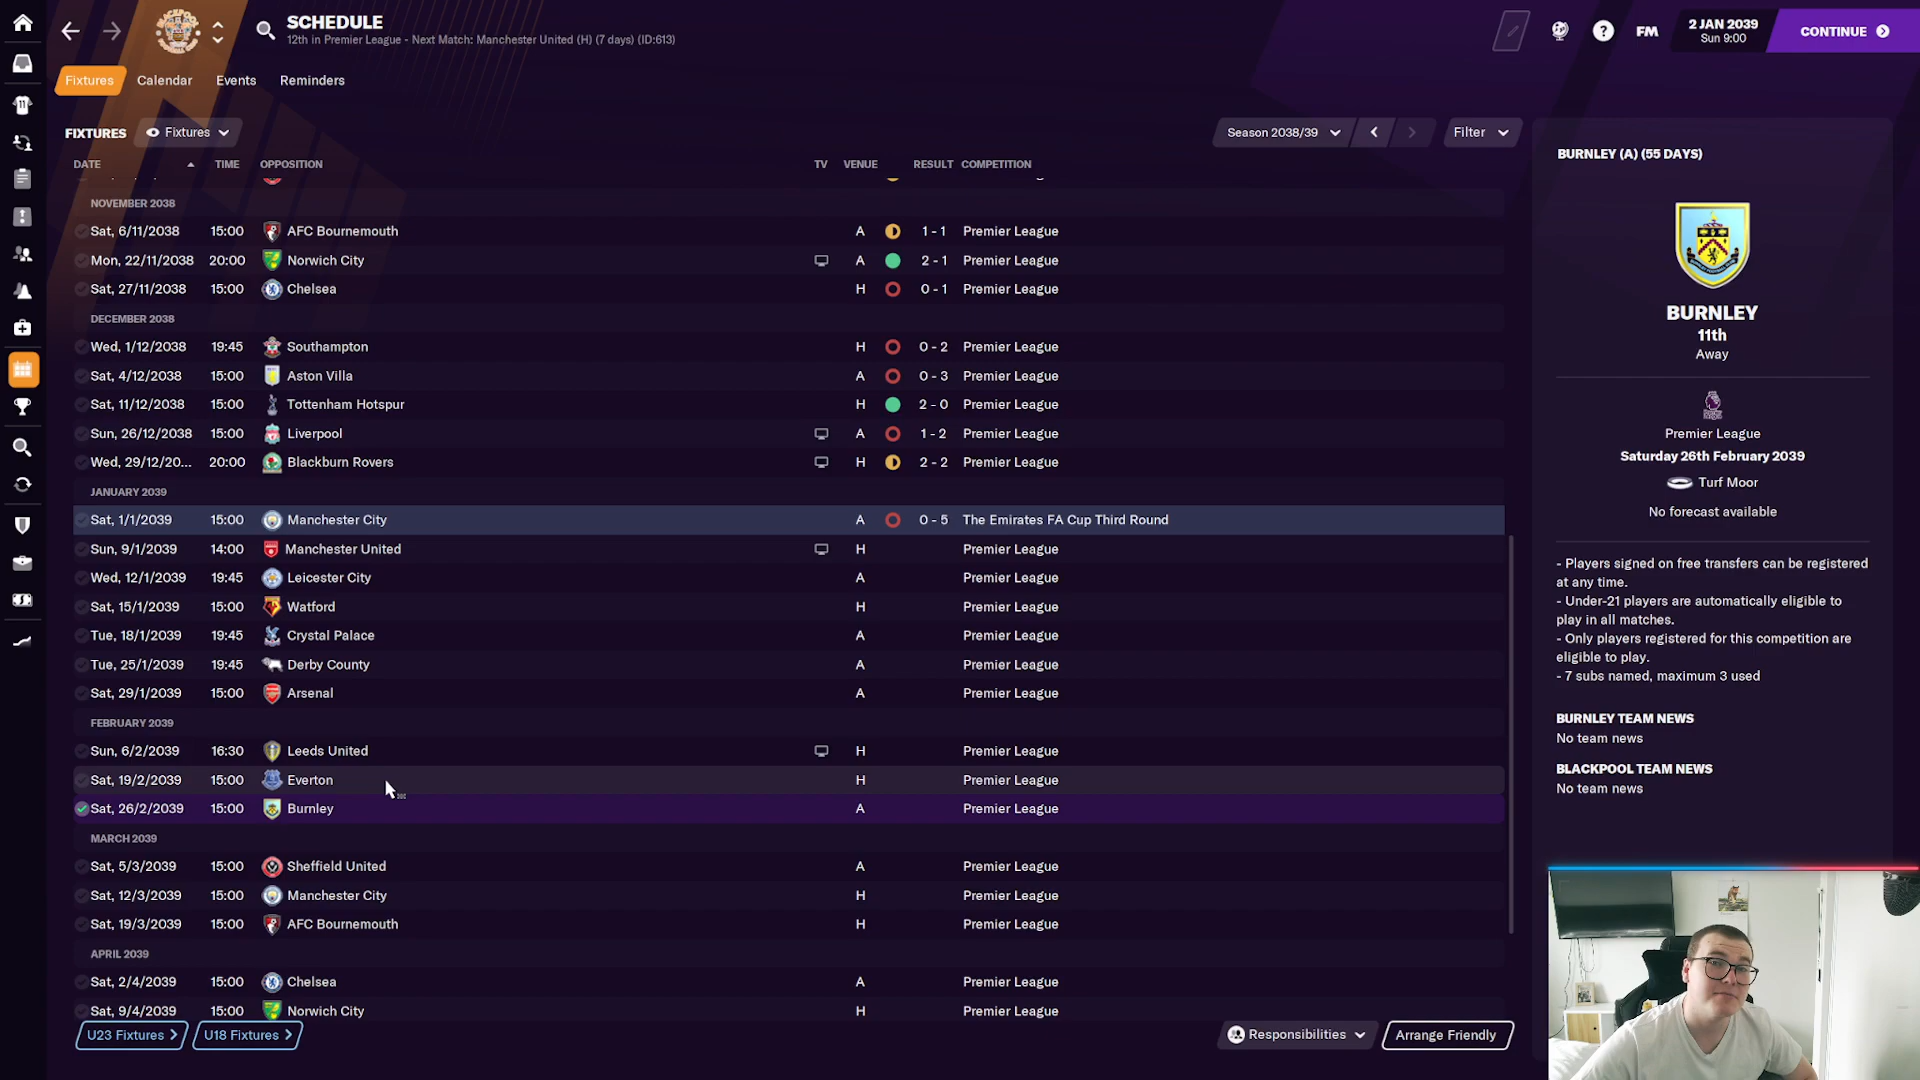 SCHEDULE
12th in Premier League - Next Match: Manchester United (H) (7 days) (ID:613)
FM
2 JAN 2039
Sun 9:00
CONTINUE
Fixtures Calendar Events Reminders
FIXTURES Fixtures Season 2038/39 Filter
DATE TIME OPPOSITION TV VENUE RESULT COMPETITION
NOVEMBER 2038
Sat, 6/11/2038 15:00 AFC Bournemouth A 1 - 1 Premier League
Mon, 22/11/2038 20:00 Norwich City A 2 - 1 Premier League
Sat, 27/11/2038 15:00 Chelsea H 0 - 1 Premier League
DECEMBER 2038
Wed, 1/12/2038 19:45 Southampton H 0 - 2 Premier League
Sat, 4/12/2038 15:00 Aston Villa A 0 - 3 Premier League
Sat, 11/12/2038 15:00 Tottenham Hotspur H 2 - 0 Premier League
Sun, 26/12/2038 15:00 Liverpool A 1 - 2 Premier League
Wed, 29/12/20... 20:00 Blackburn Rovers H 2 - 2 Premier League
JANUARY 2039
Sat, 1/1/2039 15:00 Manchester City A 0 - 5 The Emirates FA Cup Third Round
Sun, 9/1/2039 14:00 Manchester United H Premier League
Wed, 12/1/2039 19:45 Leicester City A Premier League
Sat, 15/1/2039 15:00 Watford H Premier League
Tue, 18/1/2039 19:45 Crystal Palace A Premier League
Tue, 25/1/2039 19:45 Derby County A Premier League
Sat, 29/1/2039 15:00 Arsenal A Premier League
FEBRUARY 2039
Sun, 6/2/2039 16:30 Leeds United H Premier League
Sat, 19/2/2039 15:00 Everton H Premier League
Sat, 26/2/2039 15:00 Burnley A Premier League
MARCH 2039
Sat, 5/3/2039 15:00 Sheffield United A Premier League
Sat, 12/3/2039 15:00 Manchester City H Premier League
Sat, 19/3/2039 15:00 AFC Bournemouth H Premier League
APRIL 2039
Sat, 2/4/2039 15:00 Chelsea A Premier League
Sat, 9/4/2039 15:00 Norwich City H Premier League
U23 Fixtures U18 Fixtures Responsibilities Arrange Friendly
BURNLEY (A) (55 DAYS)
BURNLEY
11th
Away
Premier League
Saturday 26th February 2039
Turf Moor
No forecast available
- Players signed on free transfers can be registered
at any time.
- Under-21 players are automatically eligible to
play in all matches.
- Only players registered for this competition are
eligible to play.
- 7 subs named, maximum 3 used
BURNLEY TEAM NEWS
No team news
BLACKPOOL TEAM NEWS
No team news